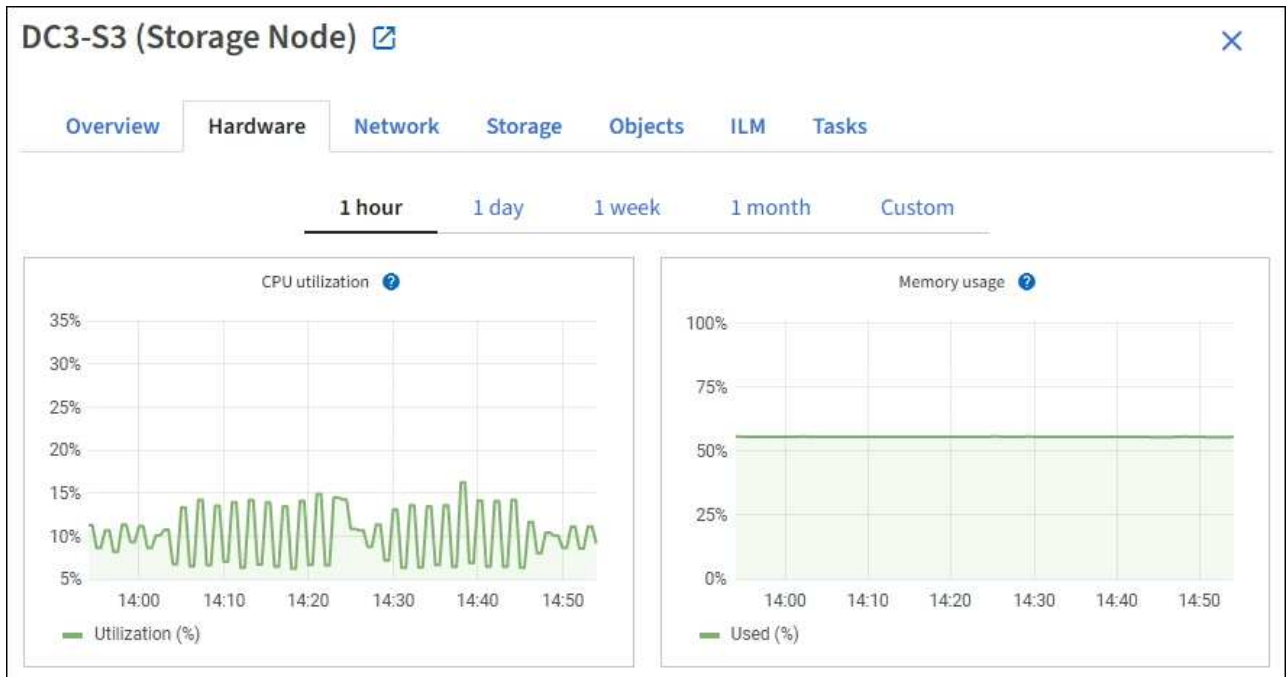 DC3-S3 (Storage Node)
Overview Hardware Network Storage Objects ILM Tasks
1 hour 1 day 1 week 1 month Custom
CPU utilization ?
35%
30%
25%
20%
15%
10%
5%
14:00 14:10 14:20 14:30 14:40 14:50
Utilization (%)
Memory usage ?
100%
75%
50%
25%
0%
14:00 14:10 14:20 14:30 14:40 14:50
Used (%)